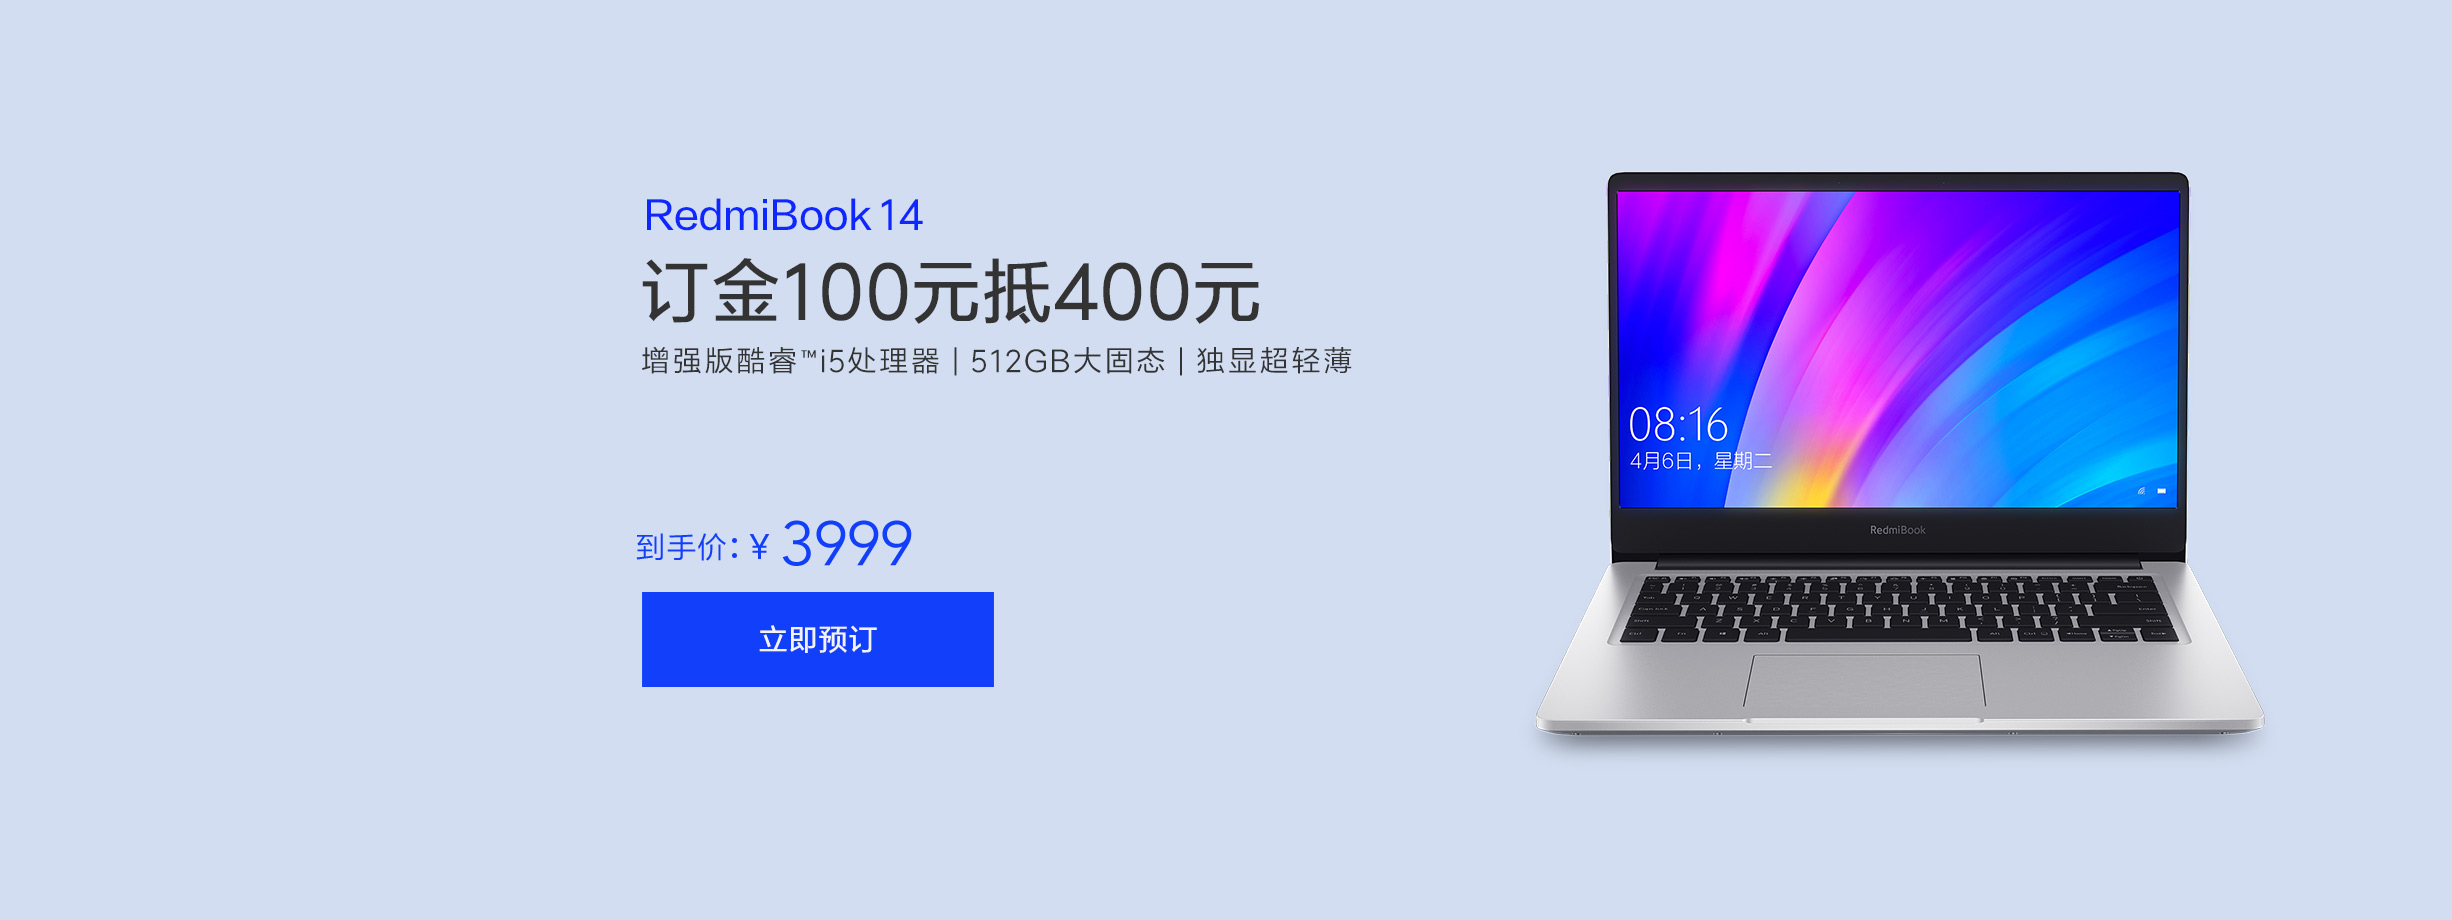 RedmiBook 14
订金100元抵400元
增强版酷睿™i5处理器 | 512GB大固态 | 独显超轻薄
到手价：¥ 3999
立即预订
08:16
4月6日，星期二
RedmiBook